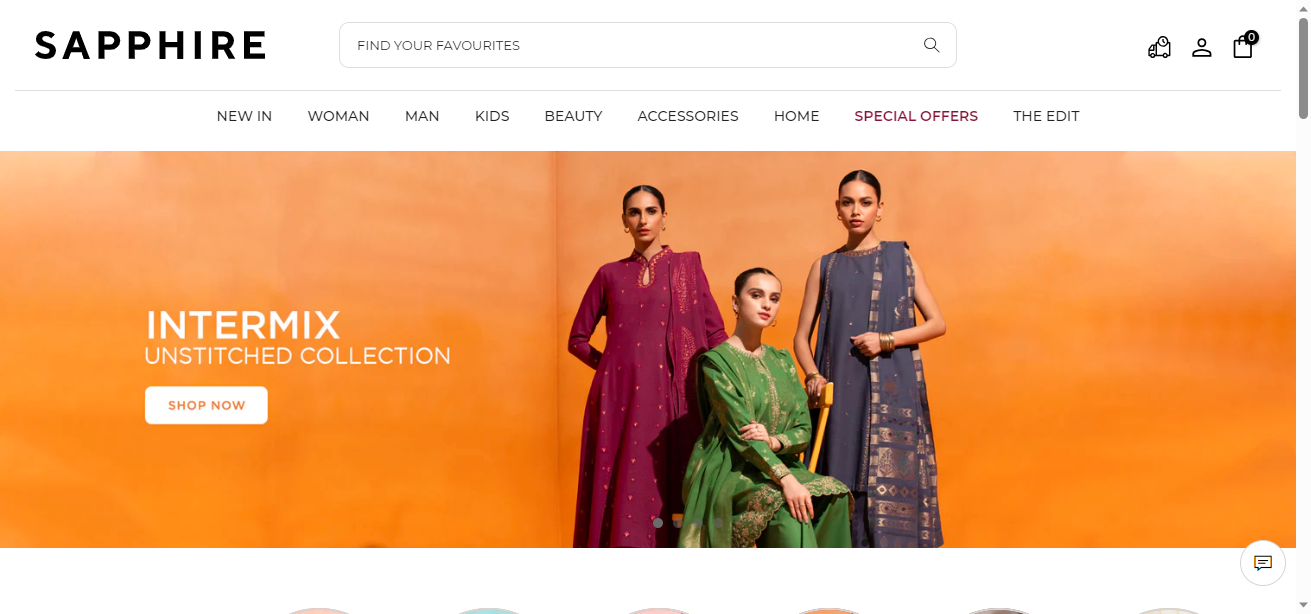 SAPPHIRE
FIND YOUR FAVOURITES
0
NEW IN WOMAN MAN KIDS BEAUTY ACCESSORIES HOME SPECIAL OFFERS THE EDIT
INTERMIX
UNSTITCHED COLLECTION
SHOP NOW